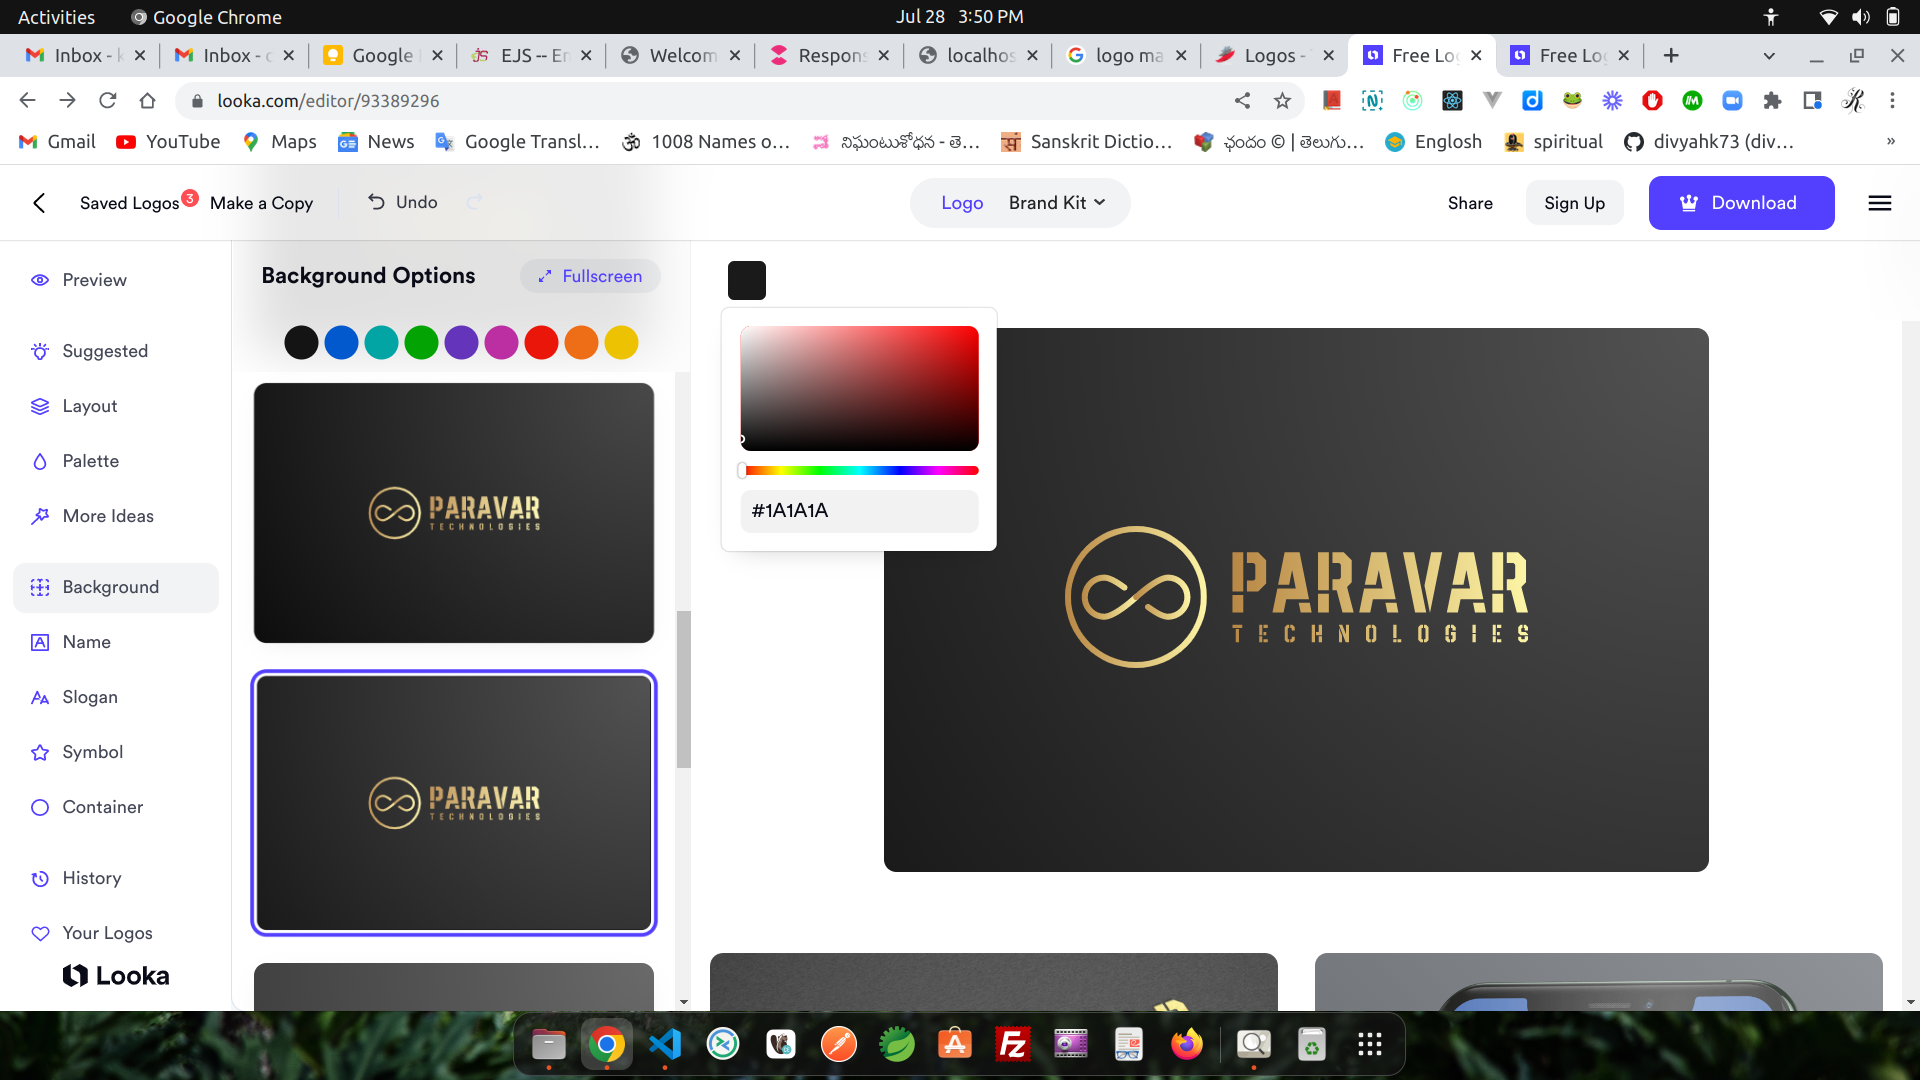 Activities Google Chrome Jul 28 3:50 PM
Inbox - Inbox - Google EJS -- En Welcom Respons localhos logo ma Logos - Free Log Free Log
looka.com/editor/93389296
Gmail YouTube Maps News Google Transl... 1008 Names o... నిఘంటుశోధన - తె... Sanskrit Dictio... ఛందం © | తెలుగు... Englosh spiritual divyahk73 (div... »
Saved Logos 3 Make a Copy Undo Logo Brand Kit Share Sign Up Download
Preview
Suggested
Layout
Palette
More Ideas
Background
Name
Slogan
Symbol
Container
History
Your Logos
Looka
Background Options Fullscreen
PARAVAR
TECHNOLOGIES
PARAVAR
TECHNOLOGIES
#1A1A1A
PARAVAR
TECHNOLOGIES